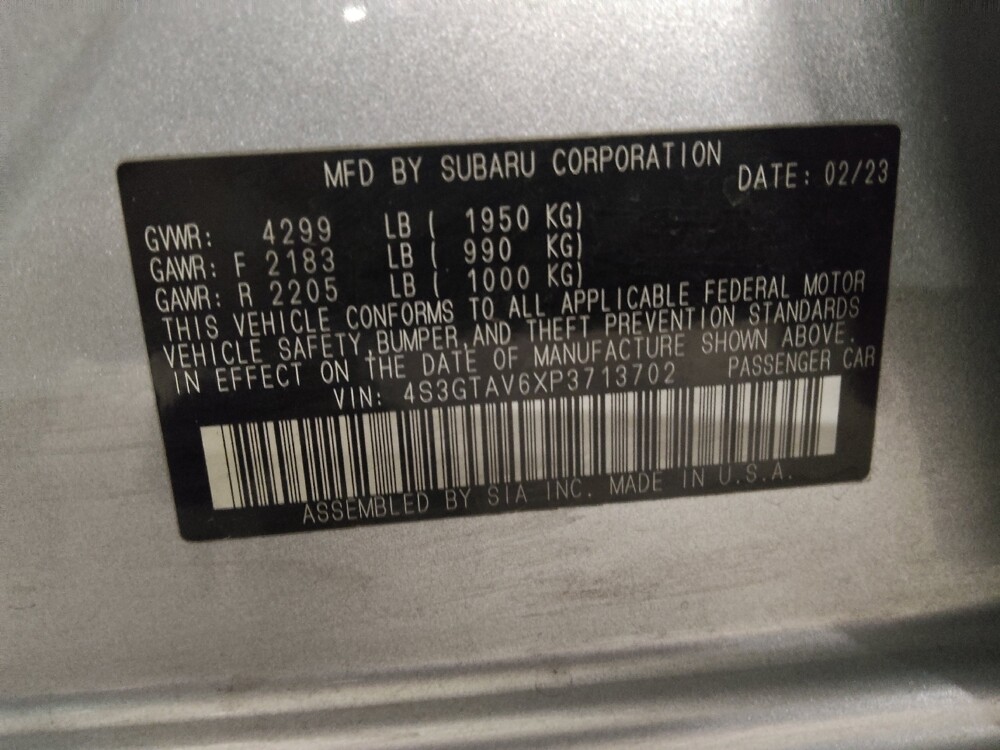 MFD BY SUBARU CORPORATION DATE: 02/23
GVWR: 4299 LB ( 1950 KG)
GAWR: F 2183 LB ( 990 KG)
GAWR: R 2205 LB ( 1000 KG)
THIS VEHICLE CONFORMS TO ALL APPLICABLE FEDERAL MOTOR
VEHICLE SAFETY,BUMPER,AND THEFT PREVENTION STANDARDS
IN EFFECT ON THE DATE OF MANUFACTURE SHOWN ABOVE.
VIN: 4S3GTAV6XP3713702 PASSENGER CAR
ASSEMBLED BY SIA INC. MADE IN U.S.A.